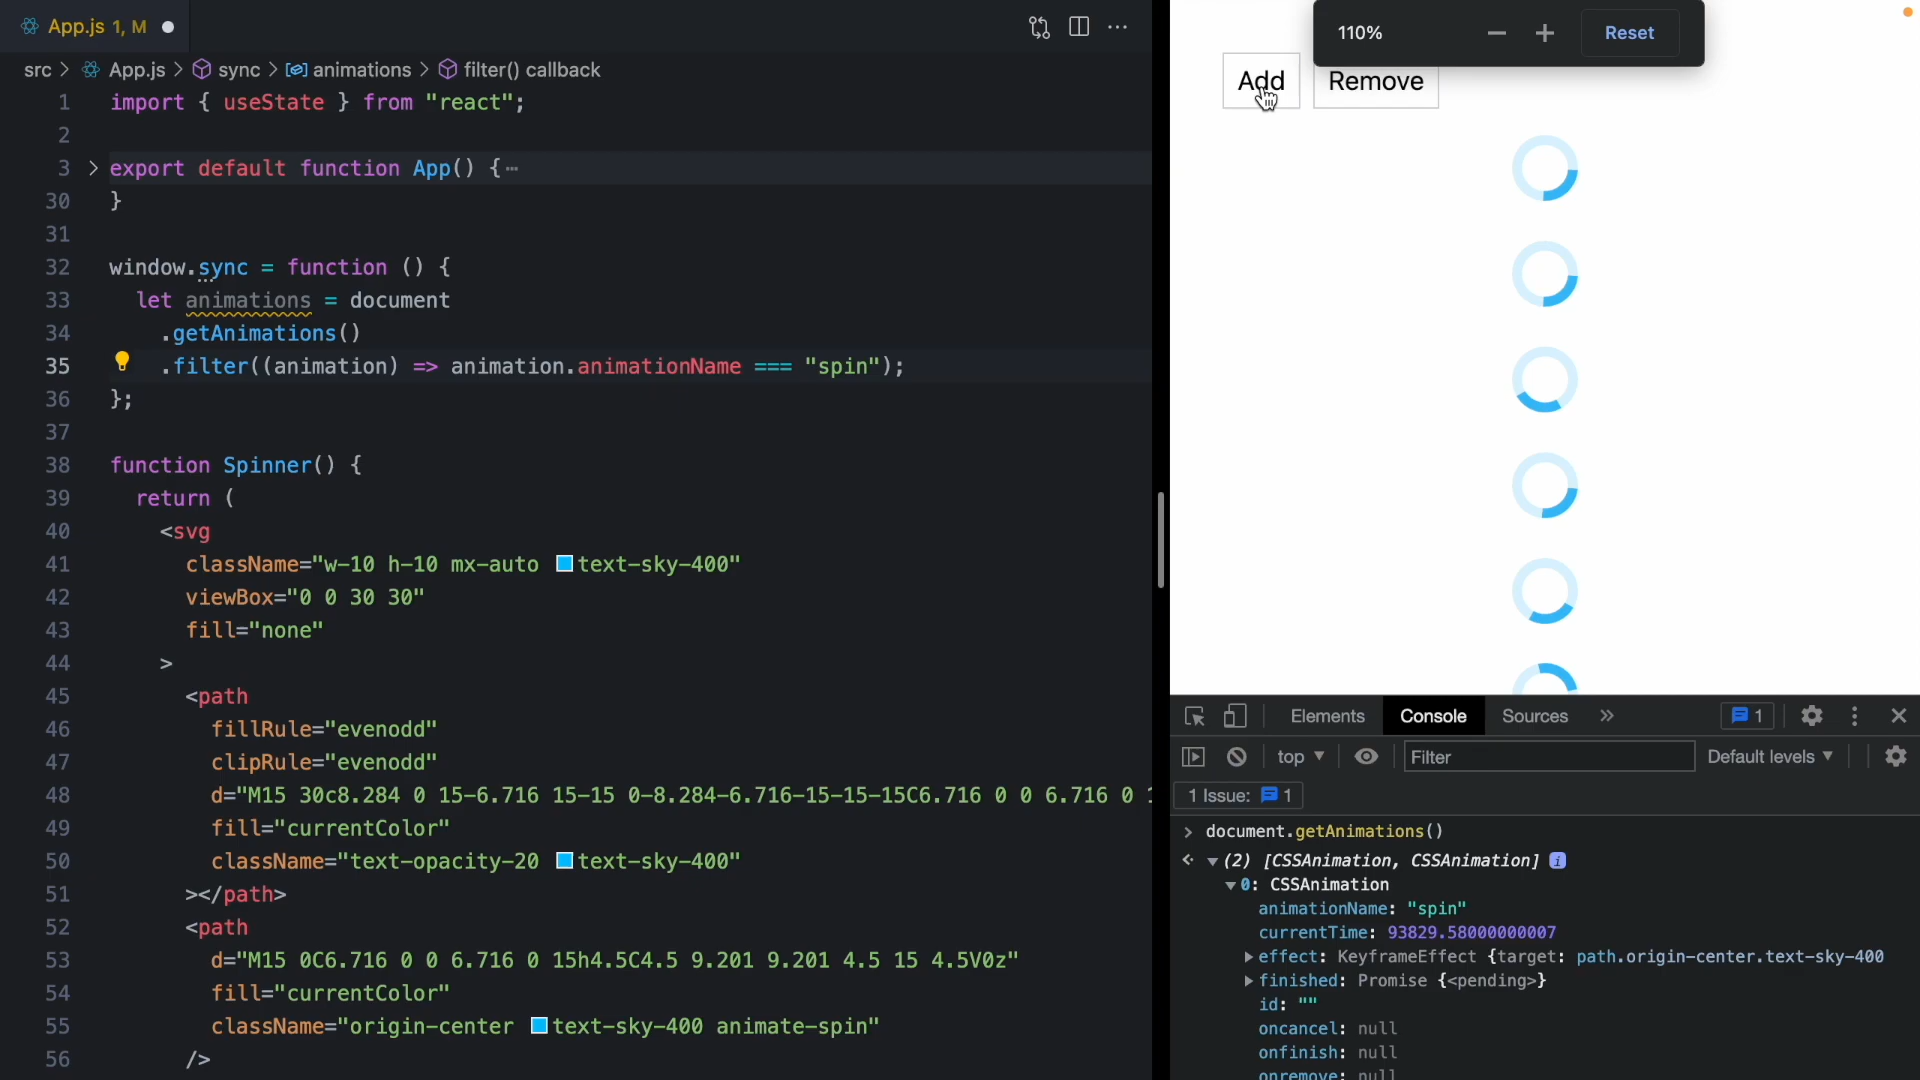 App.js 1, M
src > App.js > sync > animations > filter() callback
1 import { useState } from "react";
2
3 export default function App() {
30 }
31
32 window.sync = function () {
33 let animations = document
34 .getAnimations()
35 .filter((animation) => animation.animationName === "spin");
36 };
37
38 function Spinner() {
39 return (
40 <svg
41 className="w-10 h-10 mx-auto text-sky-400"
42 viewBox="0 0 30 30"
43 fill="none"
44 >
45 <path
46 fillRule="evenodd"
47 clipRule="evenodd"
48 d="M15 30c8.284 0 15-6.716 15-15 0-8.284-6.716-15-15-15C6.716 0 0 6.716 0
49 fill="currentColor"
50 className="text-opacity-20 text-sky-400"
51 ></path>
52 <path
53 d="M15 0C6.716 0 0 6.716 0 15h4.5C4.5 9.201 9.201 4.5 15 4.5V0z"
54 fill="currentColor"
55 className="origin-center text-sky-400 animate-spin"
56 />
110% Reset
Add Remove
Elements Console Sources » 1
top Filter Default levels
1 Issue: 1
> document.getAnimations()
(2) [CSSAnimation, CSSAnimation] i
0: CSSAnimation
animationName: "spin"
currentTime: 93829.58000000007
effect: KeyframeEffect {target: path.origin-center.text-sky-400
finished: Promise {<pending>}
id: ""
oncancel: null
onfinish: null
onremove: null